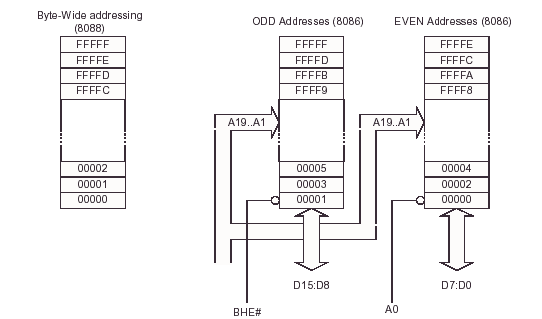 Byte-Wide addressing
(8088)
ODD Addresses (8086)
EVEN Addresses (8086)
FFFFF
FFFFE
FFFFD
FFFFC
00002
00001
00000
FFFFF
FFFFD
FFFFB
FFFF9
A19..A1
00005
00003
00001
D15:D8
BHE#
FFFFE
FFFFC
FFFFA
FFFF8
A19..A1
00004
00002
00000
D7:D0
A0